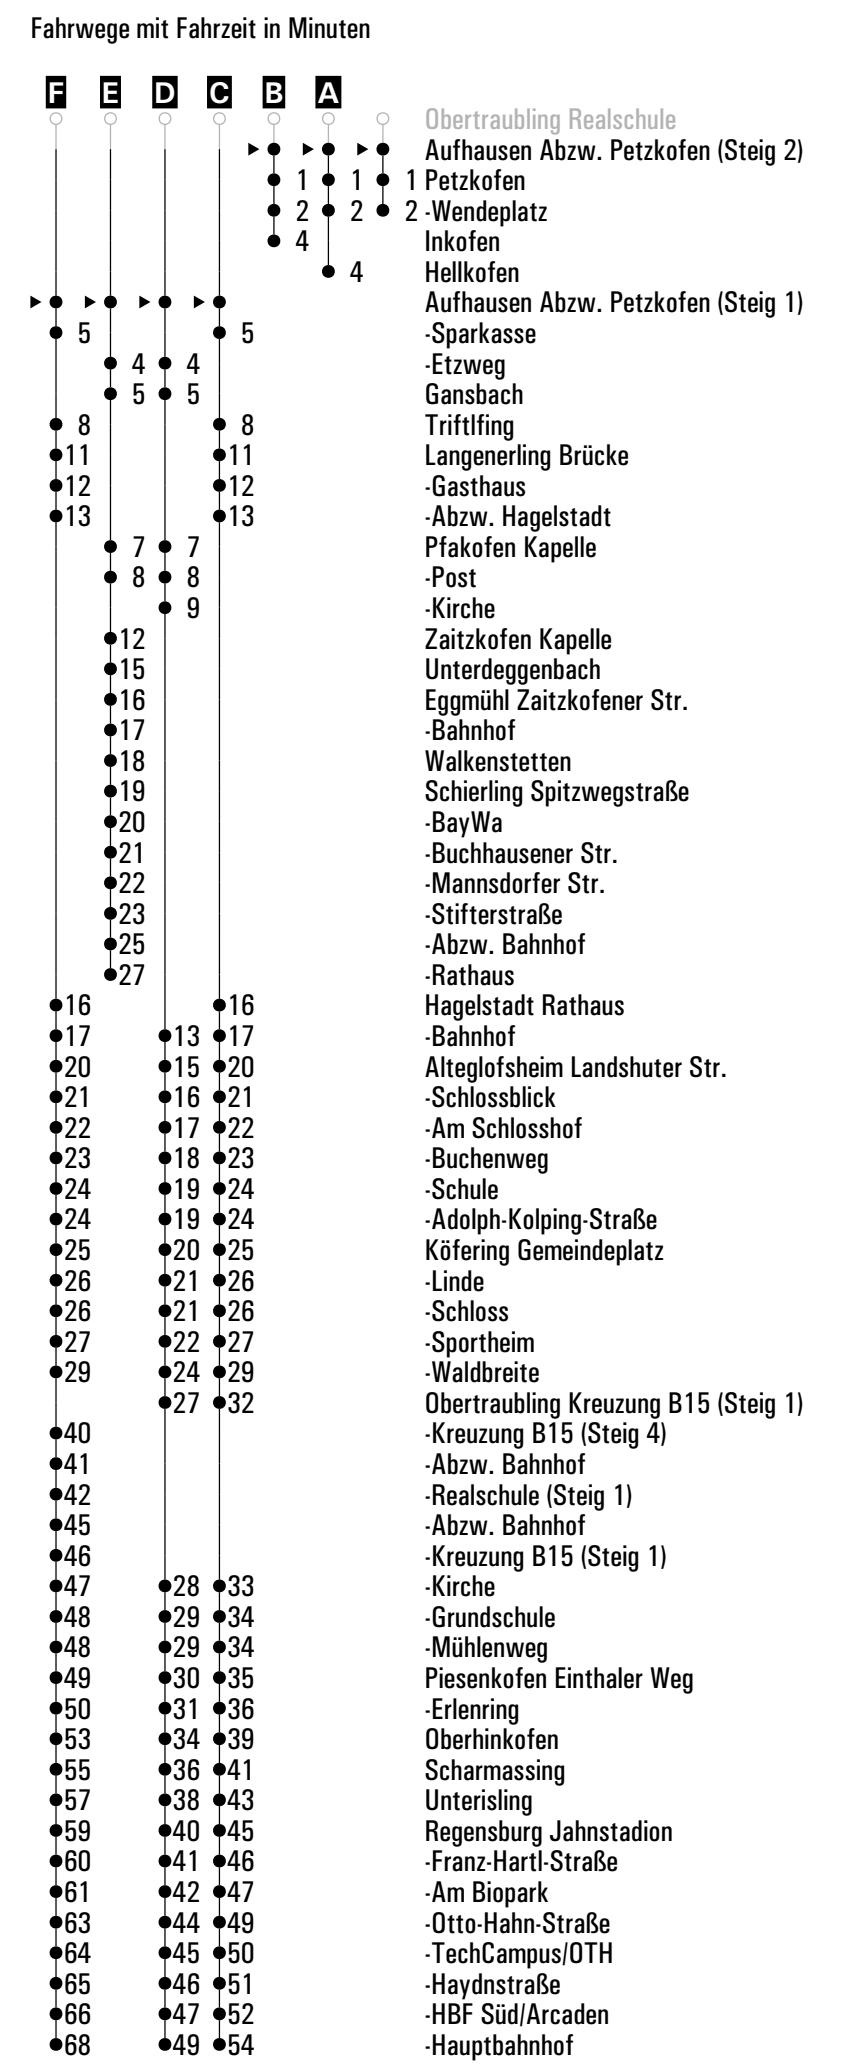 Fahrwege mit Fahrzeit in Minuten
F E D C B A
Obertraubling Realschule
Aufhausen Abzw. Petzkofen (Steig 2)
1 1 1 Petzkofen
2 2 2 -Wendeplatz
4 Inkofen
4 Hellkofen
Aufhausen Abzw. Petzkofen (Steig 1)
5 5 -Sparkasse
4 4 -Etzweg
5 5 Gansbach
8 8 Triftlfing
11 11 Langenerling Brücke
12 12 -Gasthaus
13 13 -Abzw. Hagelstadt
7 7 Pfakofen Kapelle
8 8 -Post
9 -Kirche
12 Zaitzkofen Kapelle
15 Unterdeggenbach
16 Eggmühl Zaitzkofener Str.
17 -Bahnhof
18 Walkenstetten
19 Schierling Spitzwegstraße
20 -BayWa
21 -Buchhausener Str.
22 -Mannsdorfer Str.
23 -Stifterstraße
25 -Abzw. Bahnhof
27 -Rathaus
16 16 Hagelstadt Rathaus
17 13 17 -Bahnhof
20 15 20 Alteglofsheim Landshuter Str.
21 16 21 -Schlossblick
22 17 22 -Am Schlosshof
23 18 23 -Buchenweg
24 19 24 -Schule
24 19 24 -Adolph-Kolping-Straße
25 20 25 Köfering Gemeindeplatz
26 21 26 -Linde
26 21 26 -Schloss
27 22 27 -Sportheim
29 24 29 -Waldbreite
27 32 Obertraubling Kreuzung B15 (Steig 1)
40 -Kreuzung B15 (Steig 4)
41 -Abzw. Bahnhof
42 -Realschule (Steig 1)
45 -Abzw. Bahnhof
46 -Kreuzung B15 (Steig 1)
47 28 33 -Kirche
48 29 34 -Grundschule
48 29 34 -Mühlenweg
49 30 35 Piesenkofen Einthaler Weg
50 31 36 -Erlenring
53 34 39 Oberhinkofen
55 36 41 Scharmassing
57 38 43 Unterisling
59 40 45 Regensburg Jahnstadion
60 41 46 -Franz-Hartl-Straße
61 42 47 -Am Biopark
63 44 49 -Otto-Hahn-Straße
64 45 50 -TechCampus/OTH
65 46 51 -Haydnstraße
66 47 52 -HBF Süd/Arcaden
68 49 54 -Hauptbahnhof